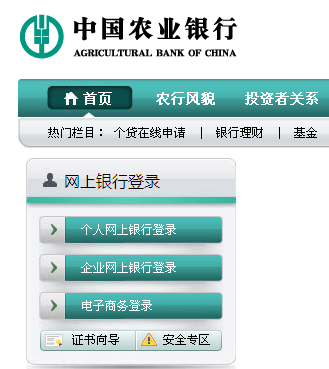 中国农业银行
AGRICULTURAL BANK OF CHINA
首页 农行风貌 投资者关系
热门栏目： 个贷在线申请 | 银行理财 | 基金
网上银行登录
个人网上银行登录
企业网上银行登录
电子商务登录
证书向导 安全专区